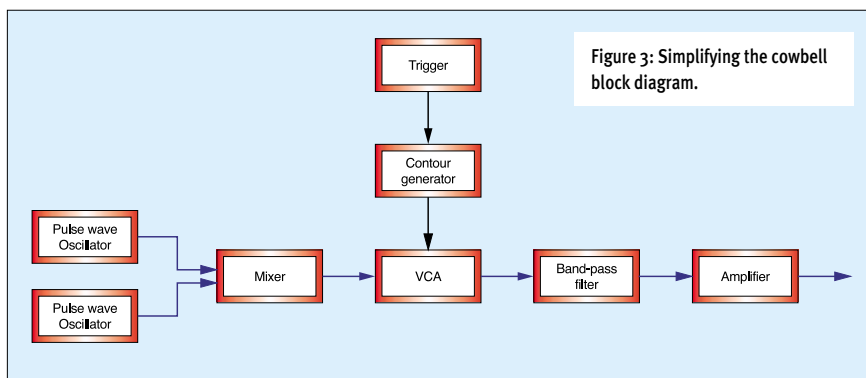 Figure 3: Simplifying the cowbell
block diagram.
Trigger
Contour
generator
Pulse wave
Oscillator
Pulse wave
Oscillator
Mixer
VCA
Band-pass
filter
Amplifier